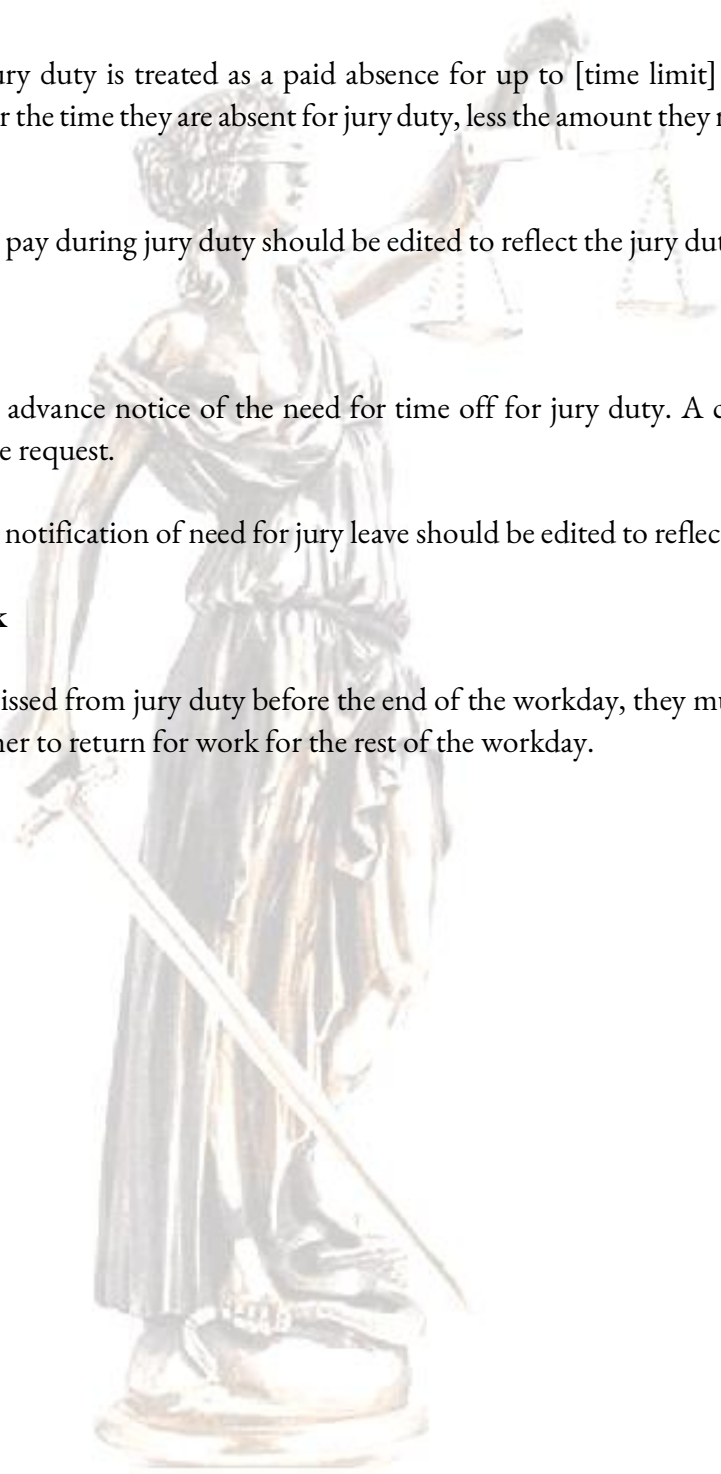 ury duty is treated as a paid absence for up to [time limit]
r the time they are absent for jury duty, less the amount they r
pay during jury duty should be edited to reflect the jury dut
advance notice of the need for time off for jury duty. A c
e request.
notification of need for jury leave should be edited to reflec
k
issed from jury duty before the end of the workday, they mu
ner to return for work for the rest of the workday.